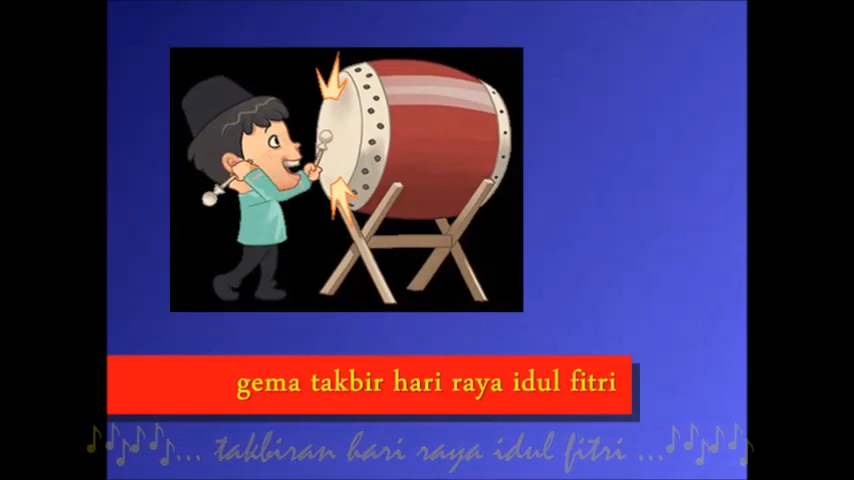 gema takbir hari raya idul fitri
... takbiran hari raya idul fitri ...